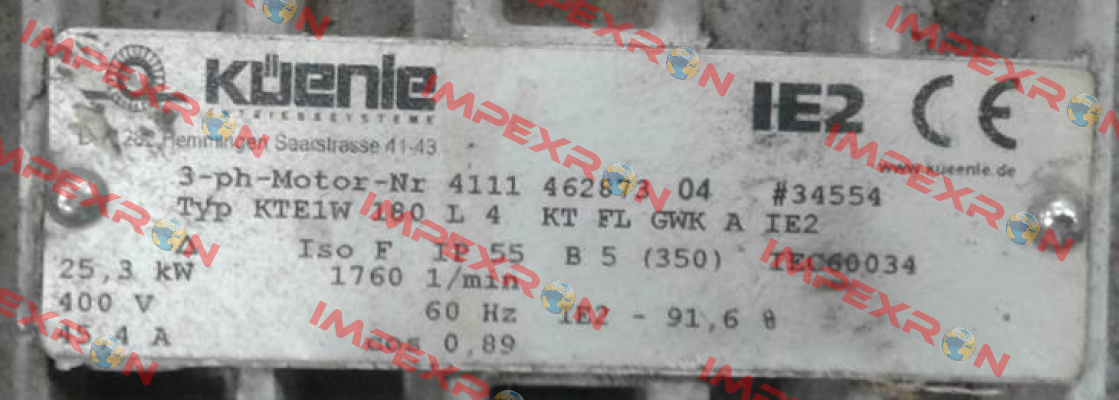 KÜENLE
IE2 CE
Hemmingen Saarstrasse 41-43
www.kueenle.de
3-ph-Motor-Nr 4111 462873 04 #34554
Typ KTE1W 180 L 4 KT FL GWK A IE2
Δ Iso F IP 55 B 5 (350) IEC60034
25,3 kW 1760 1/min
400 V 60 Hz IE2 - 91,6 %
45,4 A cos 0,89
IMPEXRON